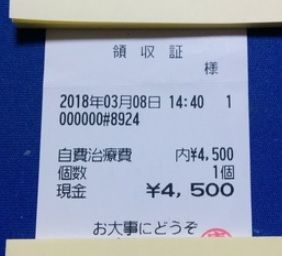 領収証
様
2018年03月08日 14:40 1
000000#8924
自費治療費 内¥4,500
個数 1個
現金 ¥4,500
お大事にどうぞ